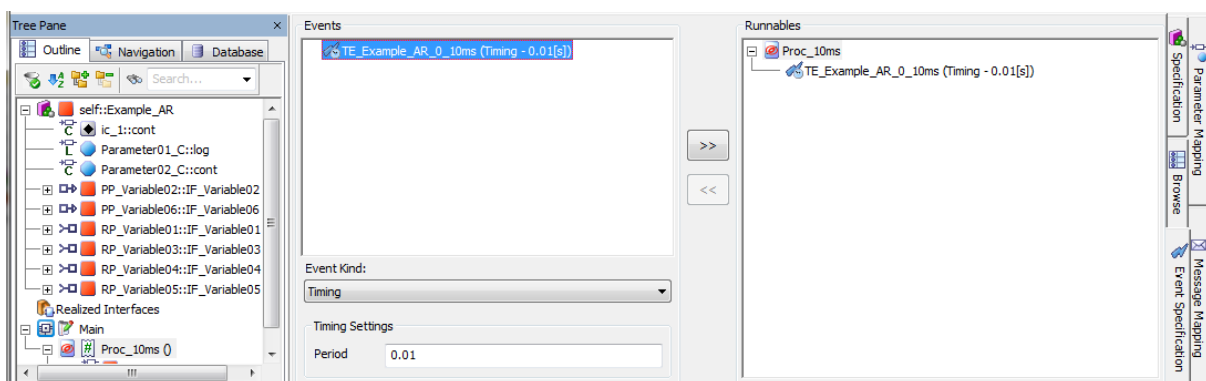 Tree Pane
×
Outline
Navigation
Database
Search...
self::Example_AR
C ic_1::cont
L Parameter01_C::log
C Parameter02_C::cont
PP_Variable02::IF_Variable02
PP_Variable06::IF_Variable06
RP_Variable01::IF_Variable01
RP_Variable03::IF_Variable03
RP_Variable04::IF_Variable04
RP_Variable05::IF_Variable05
Realized Interfaces
Main
# Proc_10ms ()
Events
TE_Example_AR_0_10ms (Timing - 0.01[s])
Event Kind:
Timing
Timing Settings
Period 0.01
>>
<<
Runnables
Proc_10ms
TE_Example_AR_0_10ms (Timing - 0.01[s])
Specification
Browse
Event Specification
Parameter Mapping
Message Mapping